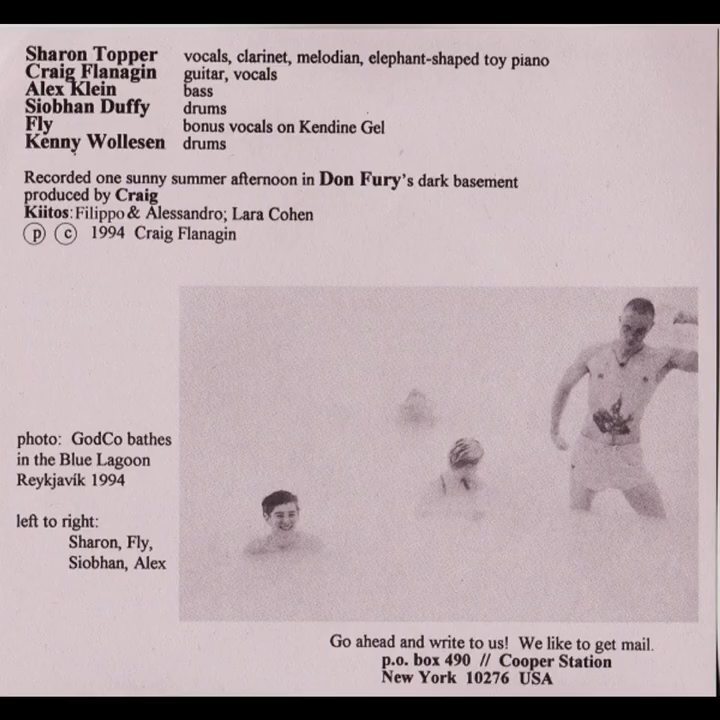 Sharon Topper vocals, clarinet, melodian, elephant-shaped toy piano
Craig Flanagin guitar, vocals
Alex Klein bass
Siobhan Duffy drums
Fly bonus vocals on Kendine Gel
Kenny Wollesen drums
Recorded one sunny summer afternoon in Don Fury's dark basement
produced by Craig
Kiitos: Filippo & Alessandro; Lara Cohen
ⓟ ⓒ 1994 Craig Flanagin
photo: GodCo bathes
in the Blue Lagoon
Reykjavík 1994
left to right:
Sharon, Fly,
Siobhan, Alex
Go ahead and write to us! We like to get mail.
p.o. box 490 // Cooper Station
New York 10276 USA